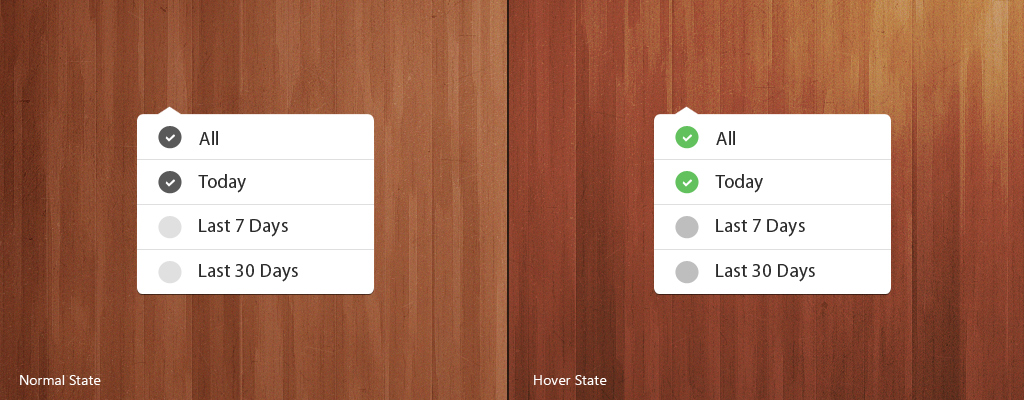 All
Today
Last 7 Days
Last 30 Days
Normal State
All
Today
Last 7 Days
Last 30 Days
Hover State